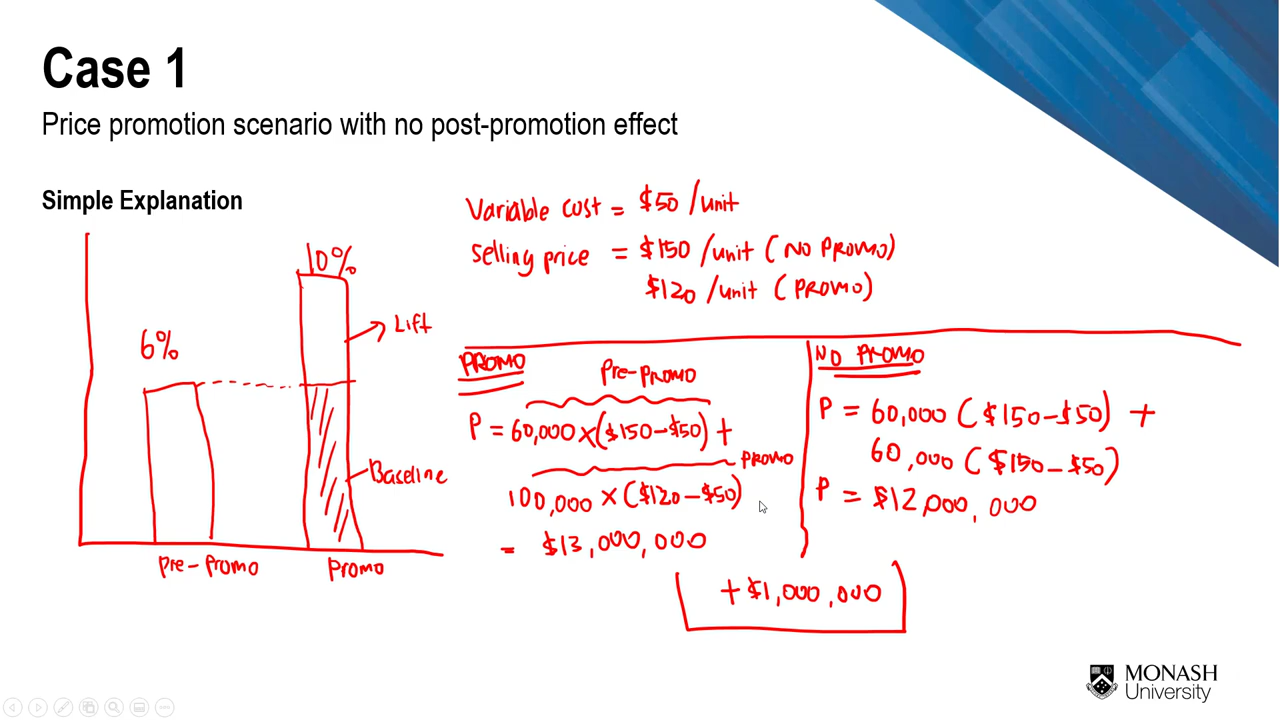 Case 1
Price promotion scenario with no post-promotion effect
Simple Explanation
6%
10%
Lift
Baseline
Pre-Promo
Promo
Variable cost = $50 /unit
Selling price = $150 /unit (NO PROMO)
$120 /unit (PROMO)
PROMO
Pre-PROMO
P = 60,000 × ($150-$50) +
PROMO
100,000 × ($120-$50)
= $13,000,000
NO PROMO
P = 60,000 ($150-$50) +
60,000 ($150-$50)
P = $12,000,000
+ $1,000,000
MONASH
University